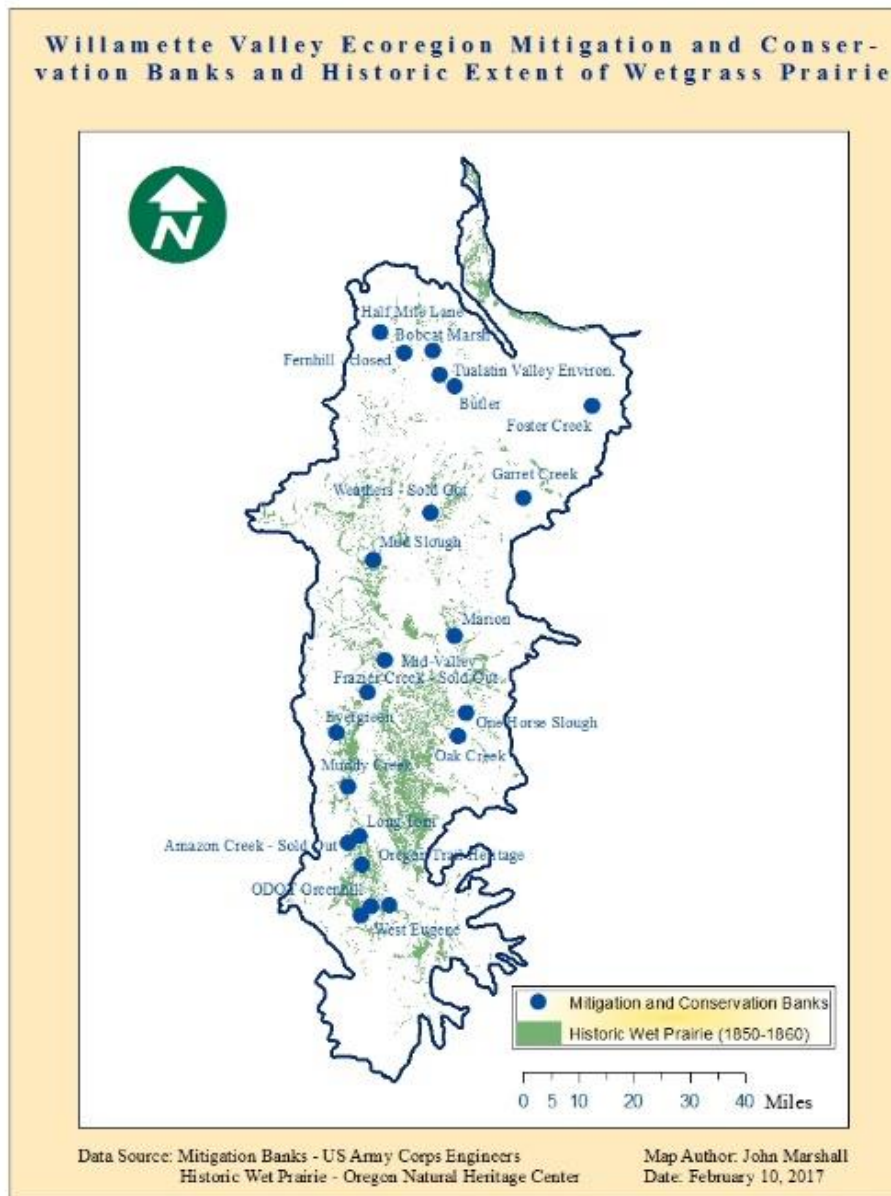 Willamette Valley Ecoregion Mitigation and Conser-
vation Banks and Historic Extent of Wetgrass Prairie
N
Half Mile Lane
Bobcat Marsh
Fernhill - Closed
Tualatin Valley Environ.
Butler
Foster Creek
Garret Creek
Weathers - Sold Out
Mud Slough
Marion
Mid-Valley
Frazier Creek - Sold Out
Evergreen
One Horse Slough
Oak Creek
Muddy Creek
Long Tom
Amazon Creek - Sold Out
Oregon Trail Heritage
ODOT Greenhill
West Eugene
Mitigation and Conservation Banks
Historic Wet Prairie (1850-1860)
0 5 10 20 30 40 Miles
Data Source: Mitigation Banks - US Army Corps Engineers
Historic Wet Prairie - Oregon Natural Heritage Center
Map Author: John Marshall
Date: February 10, 2017